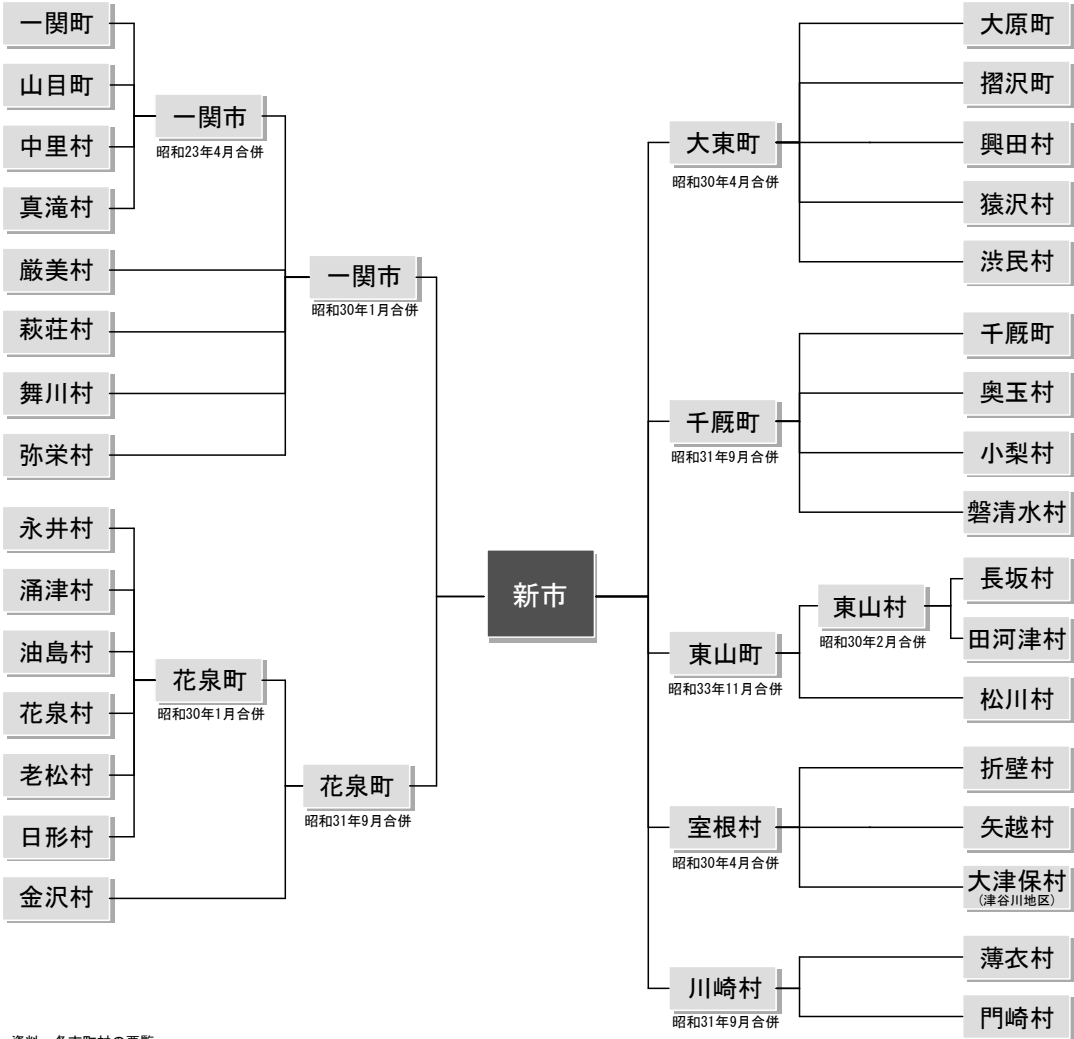 一関町
山目町
中里村
真滝村
一関市
昭和23年4月合併
厳美村
萩荘村
舞川村
弥栄村
一関市
昭和30年1月合併
永井村
涌津村
油島村
花泉村
老松村
日形村
花泉町
昭和30年1月合併
金沢村
花泉町
昭和31年9月合併
新市
大東町
昭和30年4月合併
大原町
摺沢町
興田村
猿沢村
渋民村
千厩町
昭和31年9月合併
千厩町
奥玉村
小梨村
磐清水村
東山町
昭和33年11月合併
東山村
昭和30年2月合併
長坂村
田河津村
松川村
室根村
昭和30年4月合併
折壁村
矢越村
大津保村
(津谷川地区)
川崎村
昭和31年9月合併
薄衣村
門崎村